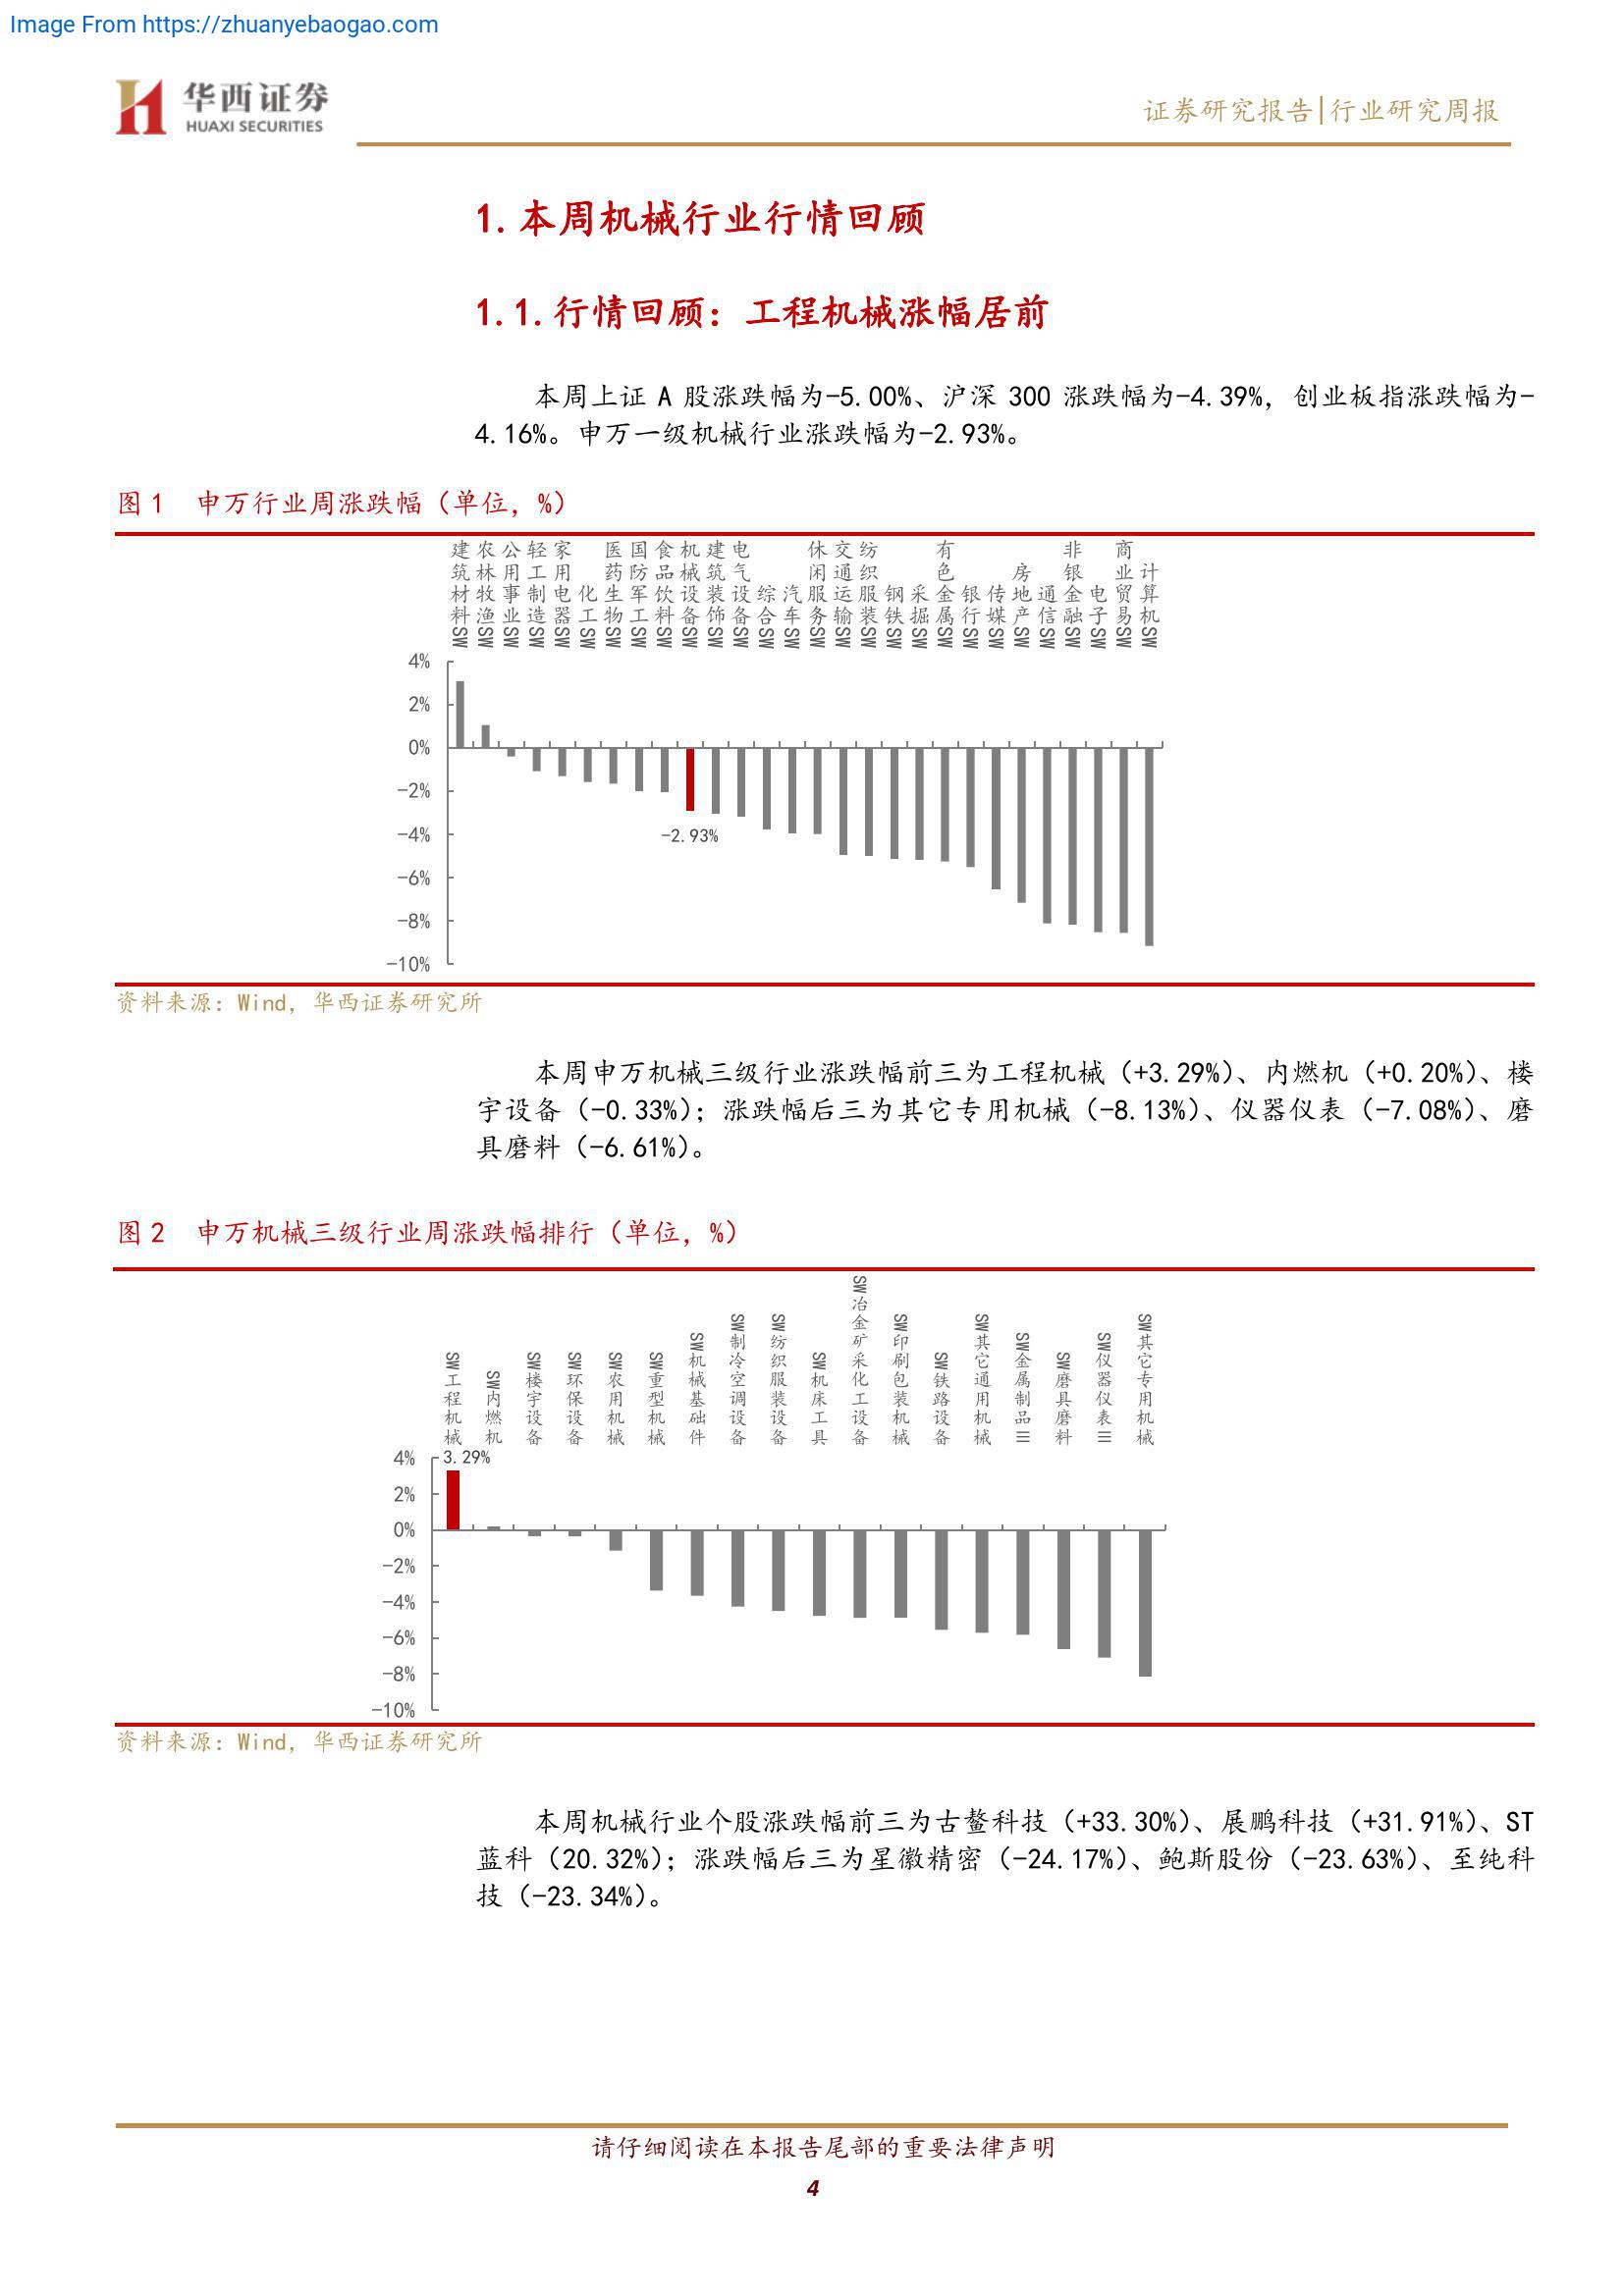 Image From https://zhuanyebaogao.com
华西证券
HUAXI SECURITIES
证券研究报告|行业研究周报
1.本周机械行业行情回顾
1.1.行情回顾：工程机械涨幅居前
本周上证 A 股涨跌幅为-5.00%、沪深 300 涨跌幅为-4.39%，创业板指涨跌幅为-
4.16%。申万一级机械行业涨跌幅为-2.93%。
图 1 申万行业周涨跌幅（单位，%）
建筑材料SW
农林牧渔SW
公用事业SW
轻工制造SW
家用电器SW
化工SW
医药生物SW
国防军工SW
食品饮料SW
机械设备SW
建筑装饰SW
电气设备SW
综合SW
汽车SW
休闲服务SW
交通运输SW
纺织服装SW
钢铁SW
采掘SW
有色金属SW
银行SW
传媒SW
房地产SW
通信SW
非银金融SW
电子SW
商业贸易SW
计算机SW
4%
2%
0%
-2%
-4%
-6%
-8%
-10%
-2.93%
资料来源：Wind，华西证券研究所
本周申万机械三级行业涨跌幅前三为工程机械（+3.29%）、内燃机（+0.20%）、楼
宇设备（-0.33%）；涨跌幅后三为其它专用机械（-8.13%）、仪器仪表（-7.08%）、磨
具磨料（-6.61%）。
图 2 申万机械三级行业周涨跌幅排行（单位，%）
SW工程机械
SW内燃机
SW楼宇设备
SW环保设备
SW农用机械
SW重型机械
SW机械基础件
SW制冷空调设备
SW纺织服装设备
SW机床工具
SW冶金矿采化工设备
SW印刷包装机械
SW铁路设备
SW其它通用机械
SW金属制品Ⅲ
SW磨具磨料
SW仪器仪表Ⅲ
SW其它专用机械
4%
2%
0%
-2%
-4%
-6%
-8%
-10%
3.29%
资料来源：Wind，华西证券研究所
本周机械行业个股涨跌幅前三为古鳌科技（+33.30%）、展鹏科技（+31.91%）、ST
蓝科（20.32%）；涨跌幅后三为星徽精密（-24.17%）、鲍斯股份（-23.63%）、至纯科
技（-23.34%）。
请仔细阅读在本报告尾部的重要法律声明
4